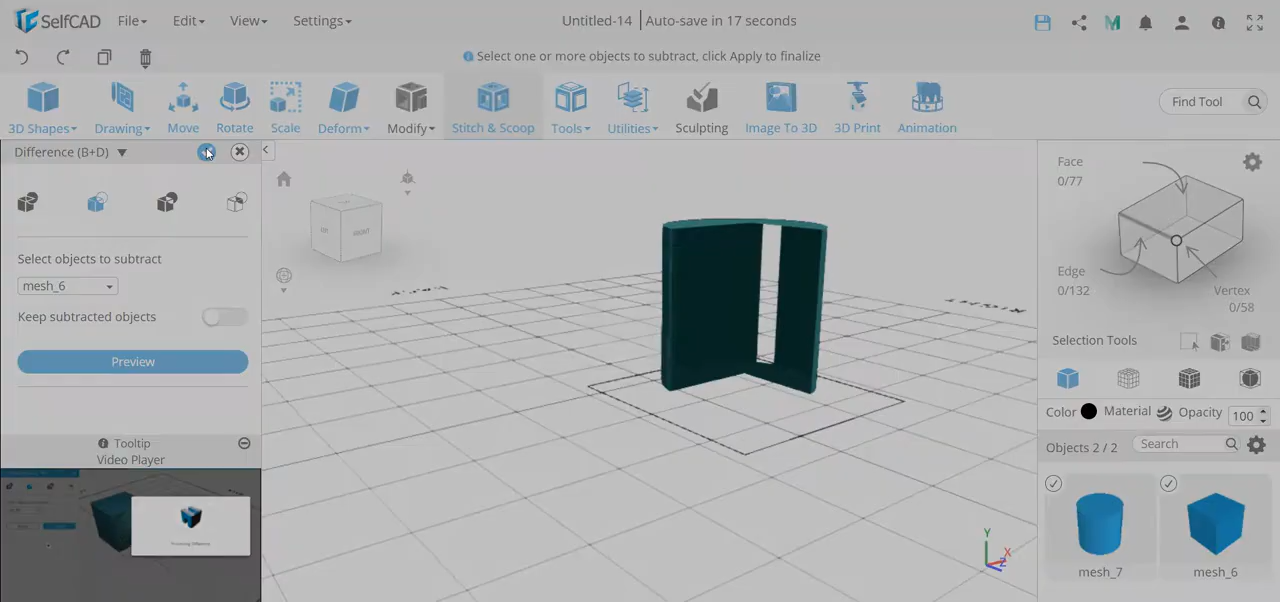 SelfCAD File Edit View Settings Untitled-14 Auto-save in 17 seconds
Select one or more objects to subtract, click Apply to finalize
3D Shapes Drawing Move Rotate Scale Deform Modify Stitch & Scoop Tools Utilities Sculpting Image To 3D 3D Print Animation Find Tool
Difference (B+D)
Select objects to subtract
mesh_6
Keep subtracted objects
Preview
Tooltip
Video Player
FRONT
RIGHT
Face
0/77
Edge
0/132
Vertex
0/58
Selection Tools
Color Material Opacity 100
Objects 2 / 2 Search
mesh_7 mesh_6
Y
X
Z